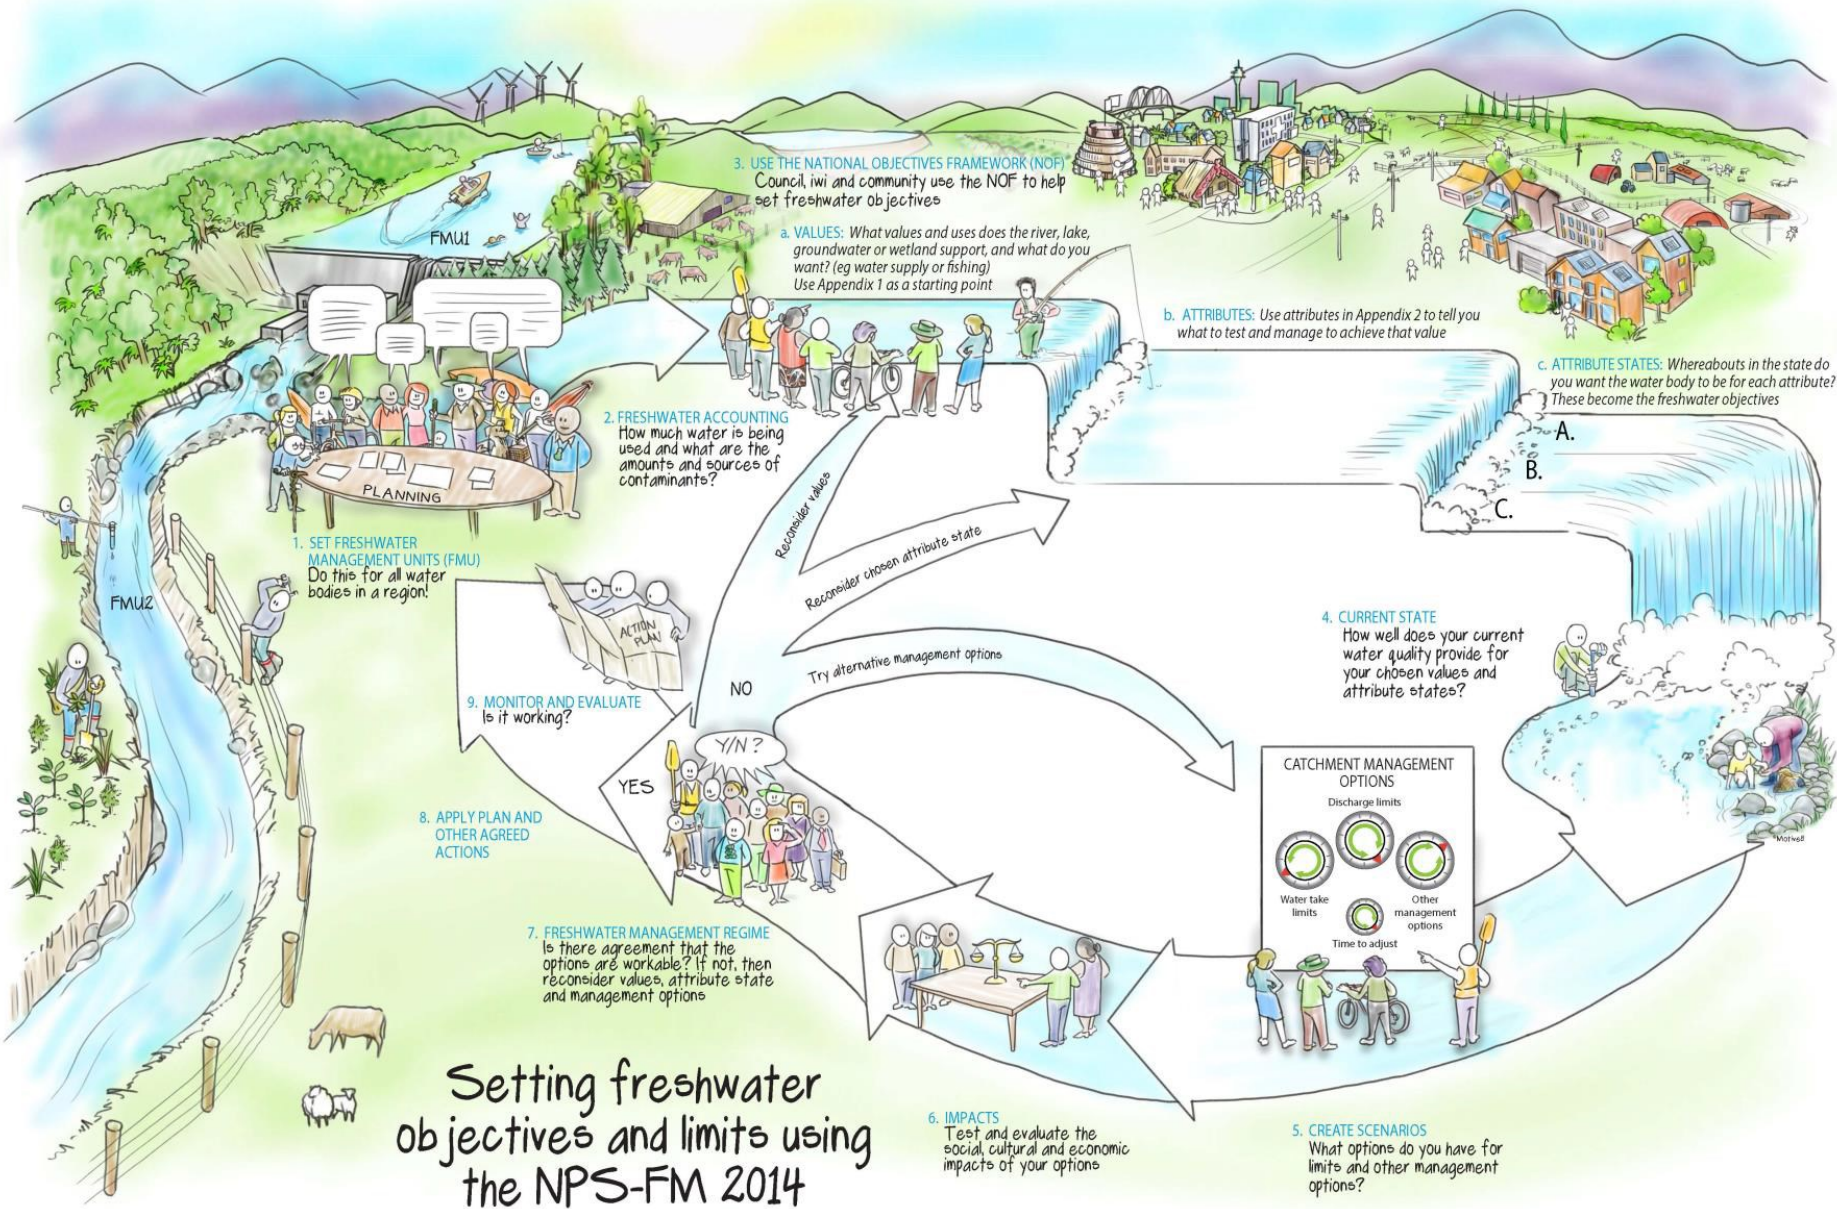 FMU1
3. USE THE NATIONAL OBJECTIVES FRAMEWORK (NOF)
Council, iwi and community use the NOF to help
set freshwater objectives
a. VALUES: What values and uses does the river, lake,
groundwater or wetland support, and what do you
want? (eg water supply or fishing)
Use Appendix 1 as a starting point
b. ATTRIBUTES: Use attributes in Appendix 2 to tell you
what to test and manage to achieve that value
c. ATTRIBUTE STATES: Whereabouts in the state do
you want the water body to be for each attribute?
These become the freshwater objectives
A.
B.
C.
2. FRESHWATER ACCOUNTING
How much water is being
used and what are the
amounts and sources of
contaminants?
PLANNING
1. SET FRESHWATER
MANAGEMENT UNITS (FMU)
Do this for all water
bodies in a region!
FMU2
Reconsider values
Reconsider chosen attribute state
Try alternative management options
NO
ACTION
PLAN!
4. CURRENT STATE
How well does your current
water quality provide for
your chosen values and
attribute states?
9. MONITOR AND EVALUATE
Is it working?
Y/N?
YES
CATCHMENT MANAGEMENT
OPTIONS
Discharge limits
Water take
limits
Other
management
options
Time to adjust
8. APPLY PLAN AND
OTHER AGREED
ACTIONS
7. FRESHWATER MANAGEMENT REGIME
Is there agreement that the
options are workable? If not, then
reconsider values, attribute state
and management options
6. IMPACTS
Test and evaluate the
social, cultural and economic
impacts of your options
5. CREATE SCENARIOS
What options do you have for
limits and other management
options?
Setting freshwater
objectives and limits using
the NPS-FM 2014